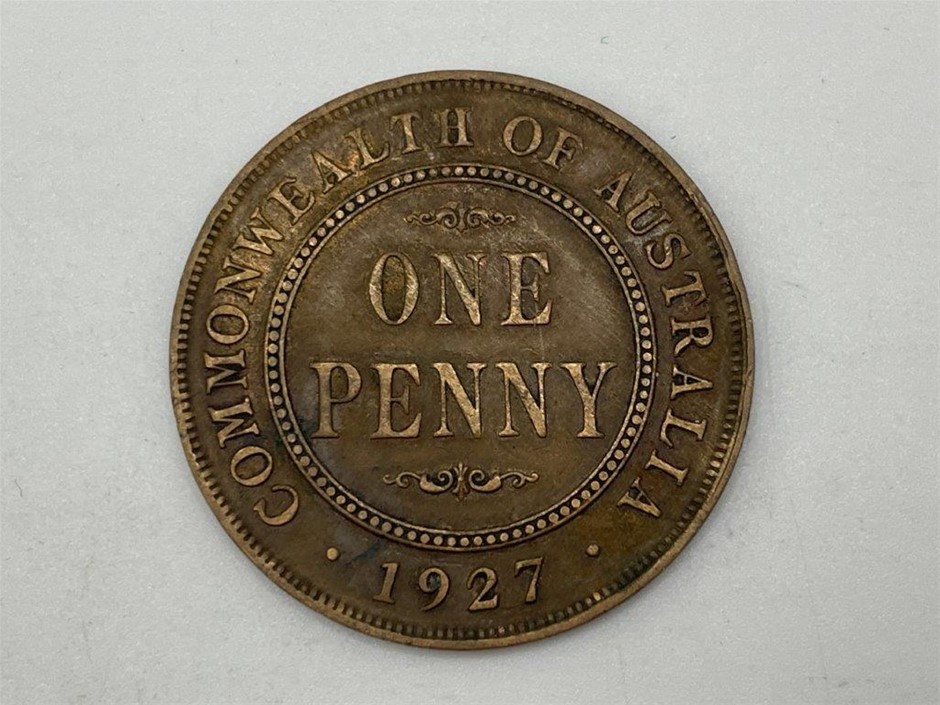 COMMONWEALTH OF AUSTRALIA
ONE
PENNY
· 1927 ·